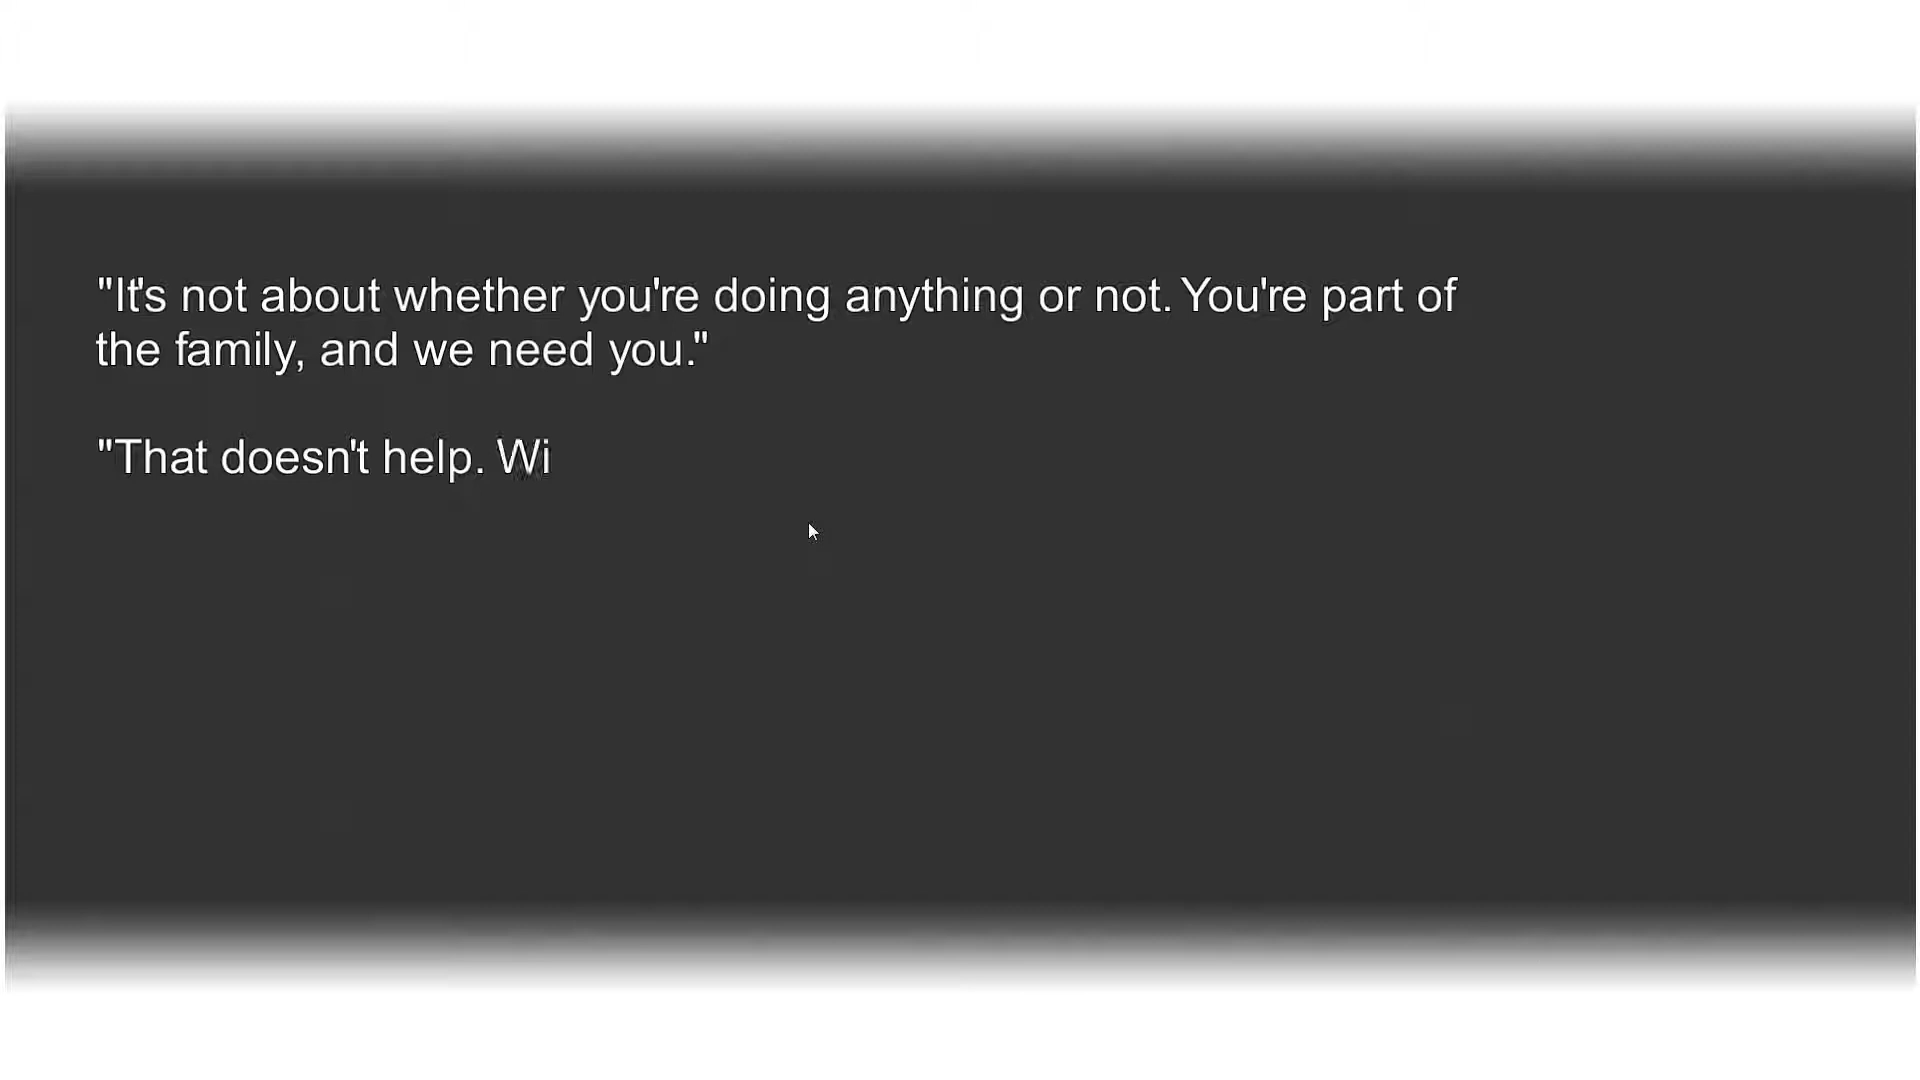 "It's not about whether you're doing anything or not. You're part of
the family, and we need you."
"That doesn't help. Wi